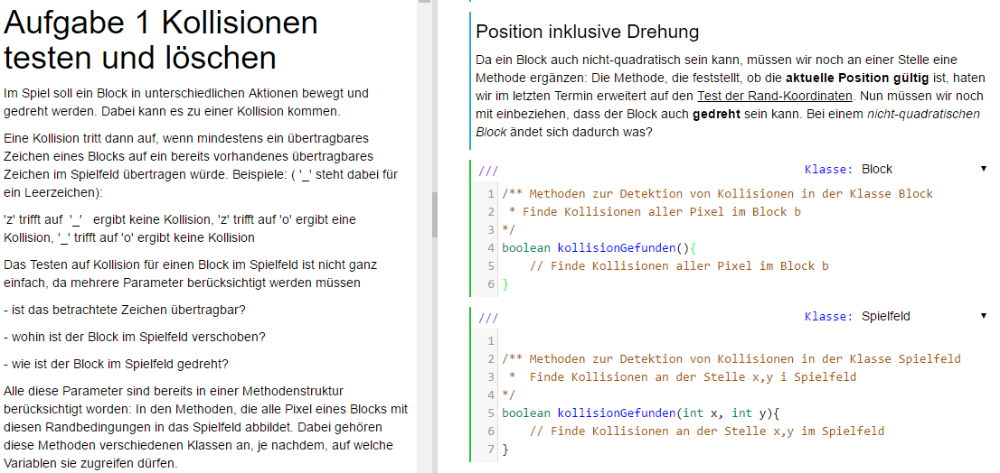 Aufgabe 1 Kollisionen
testen und löschen
Im Spiel soll ein Block in unterschiedlichen Aktionen bewegt und
gedreht werden. Dabei kann es zu einer Kollision kommen.
Eine Kollision tritt dann auf, wenn mindestens ein übertragbares
Zeichen eines Blocks auf ein bereits vorhandenes übertragbares
Zeichen im Spielfeld übertragen würde. Beispiele: ( '_' steht dabei für
ein Leerzeichen):
'z' trifft auf '_' ergibt keine Kollision, 'z' trifft auf 'o' ergibt eine
Kollision, '_' trifft auf 'o' ergibt keine Kollision
Das Testen auf Kollision für einen Block im Spielfeld ist nicht ganz
einfach, da mehrere Parameter berücksichtigt werden müssen
- ist das betrachtete Zeichen übertragbar?
- wohin ist der Block im Spielfeld verschoben?
- wie ist der Block im Spielfeld gedreht?
Alle diese Parameter sind bereits in einer Methodenstruktur
berücksichtigt worden: In den Methoden, die alle Pixel eines Blocks mit
diesen Randbedingungen in das Spielfeld abbildet. Dabei gehören
diese Methoden verschiedenen Klassen an, je nachdem, auf welche
Variablen sie zugreifen dürfen.
Position inklusive Drehung
Da ein Block auch nicht-quadratisch sein kann, müssen wir noch an einer Stelle eine
Methode ergänzen: Die Methode, die feststellt, ob die aktuelle Position gültig ist, haten
wir im letzten Termin erweitert auf den Test der Rand-Koordinaten. Nun müssen wir noch
mit einbeziehen, dass der Block auch gedreht sein kann. Bei einem nicht-quadratischen
Block ändet sich dadurch was?
/// Klasse: Block ▼
1 /** Methoden zur Detektion von Kollisionen in der Klasse Block
2 * Finde Kollisionen aller Pixel im Block b
3 */
4 boolean kollisionGefunden(){
5 // Finde Kollisionen aller Pixel im Block b
6 }
/// Klasse: Spielfeld ▼
1
2 /** Methoden zur Detektion von Kollisionen in der Klasse Spielfeld
3 * Finde Kollisionen an der Stelle x,y i Spielfeld
4 */
5 boolean kollisionGefunden(int x, int y){
6 // Finde Kollisionen an der Stelle x,y im Spielfeld
7 }